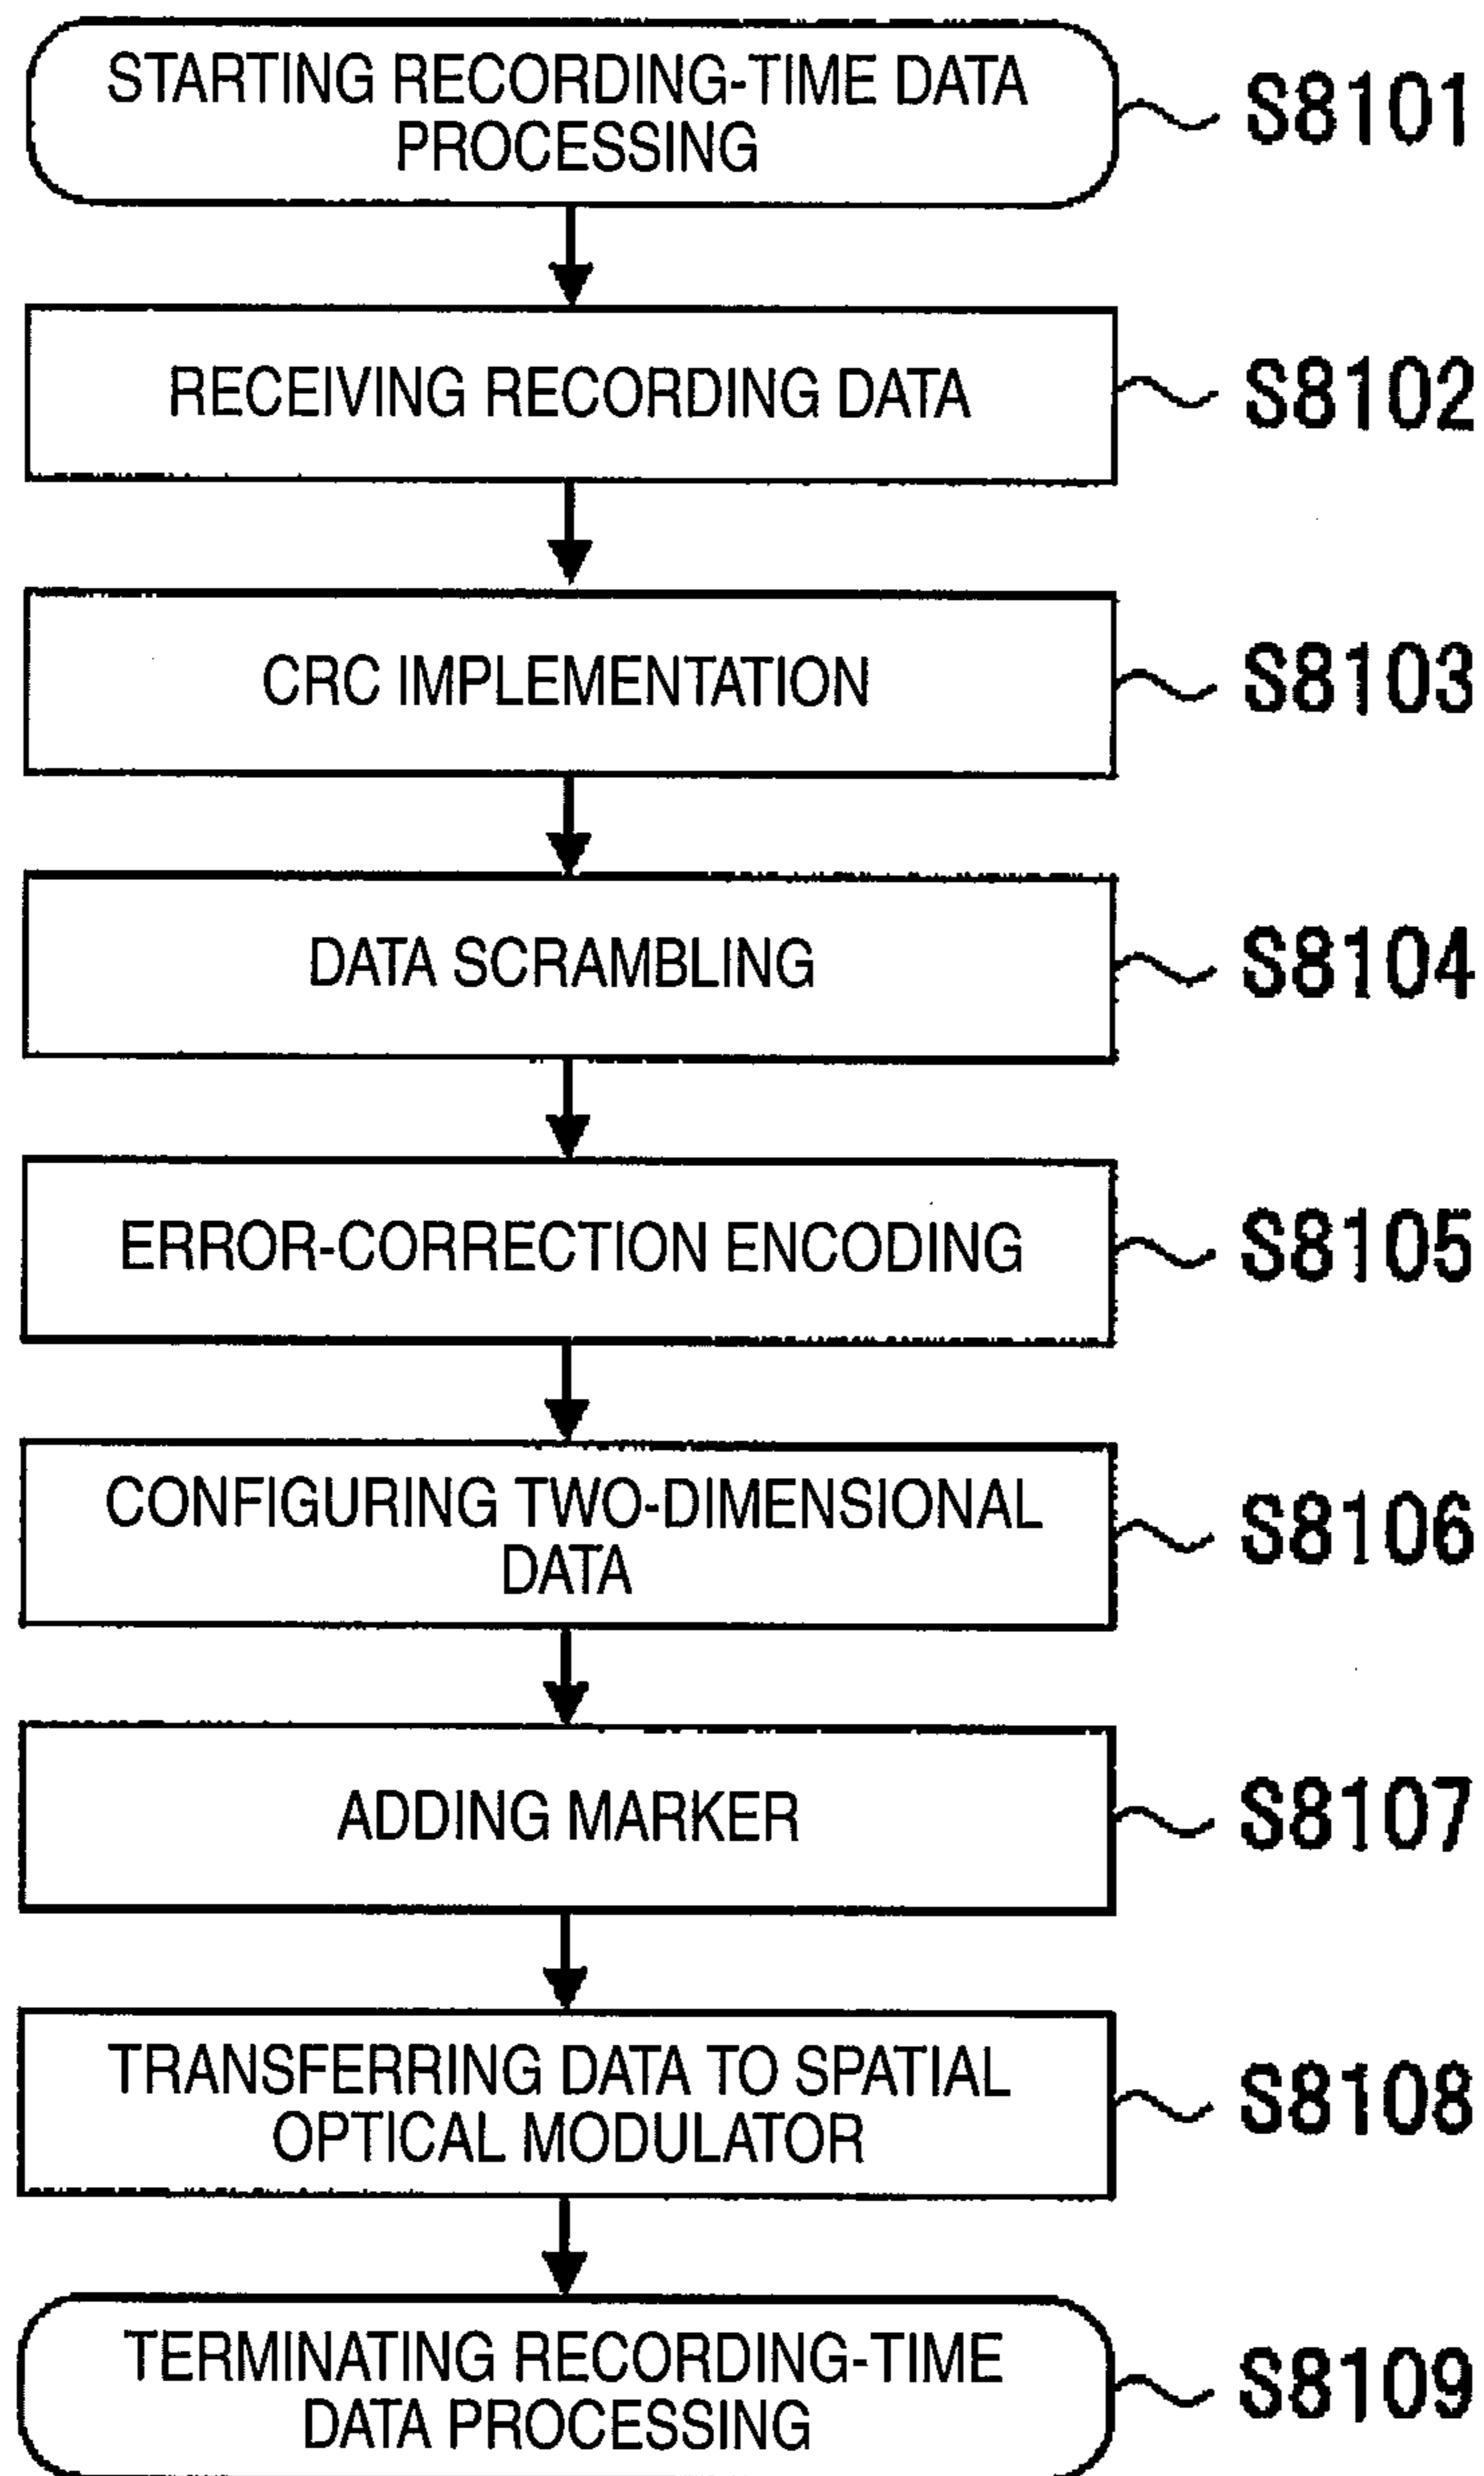 STARTING RECORDING-TIME DATA
PROCESSING
S8101
RECEIVING RECORDING DATA
S8102
CRC IMPLEMENTATION
S8103
DATA SCRAMBLING
S8104
ERROR-CORRECTION ENCODING
S8105
CONFIGURING TWO-DIMENSIONAL
DATA
S8106
ADDING MARKER
S8107
TRANSFERRING DATA TO SPATIAL
OPTICAL MODULATOR
S8108
TERMINATING RECORDING-TIME
DATA PROCESSING
S8109